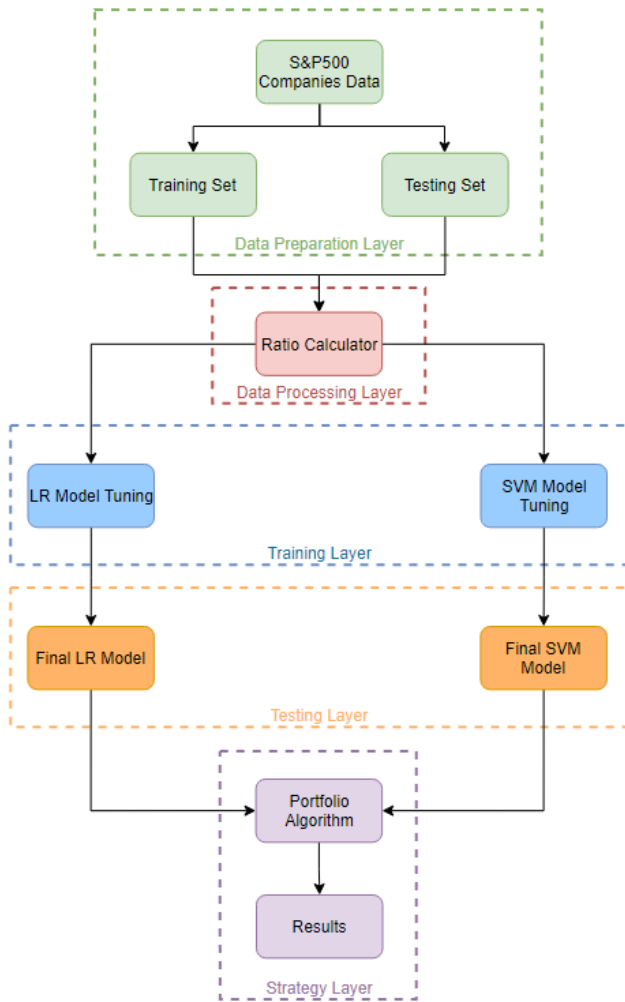 S&P500
Companies Data
Training Set
Testing Set
Data Preparation Layer
Ratio Calculator
Data Processing Layer
LR Model Tuning
SVM Model
Tuning
Training Layer
Final LR Model
Final SVM
Model
Testing Layer
Portfolio
Algorithm
Results
Strategy Layer